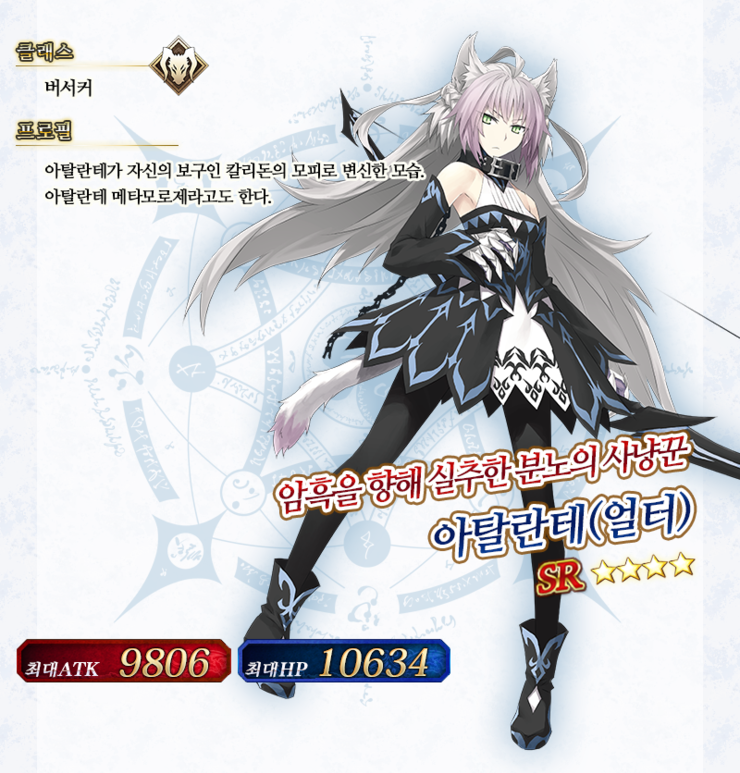 클래스
버서커
프로필
아탈란테가 자신의 보구인 칼리돈의 모피로 변신한 모습.
아탈란테 메타모로제라고도 한다.
암흑을 향해 실추한 분노의 사냥꾼
아탈란테(얼터)
SR ☆☆☆☆
최대ATK 9806
최대HP 10634